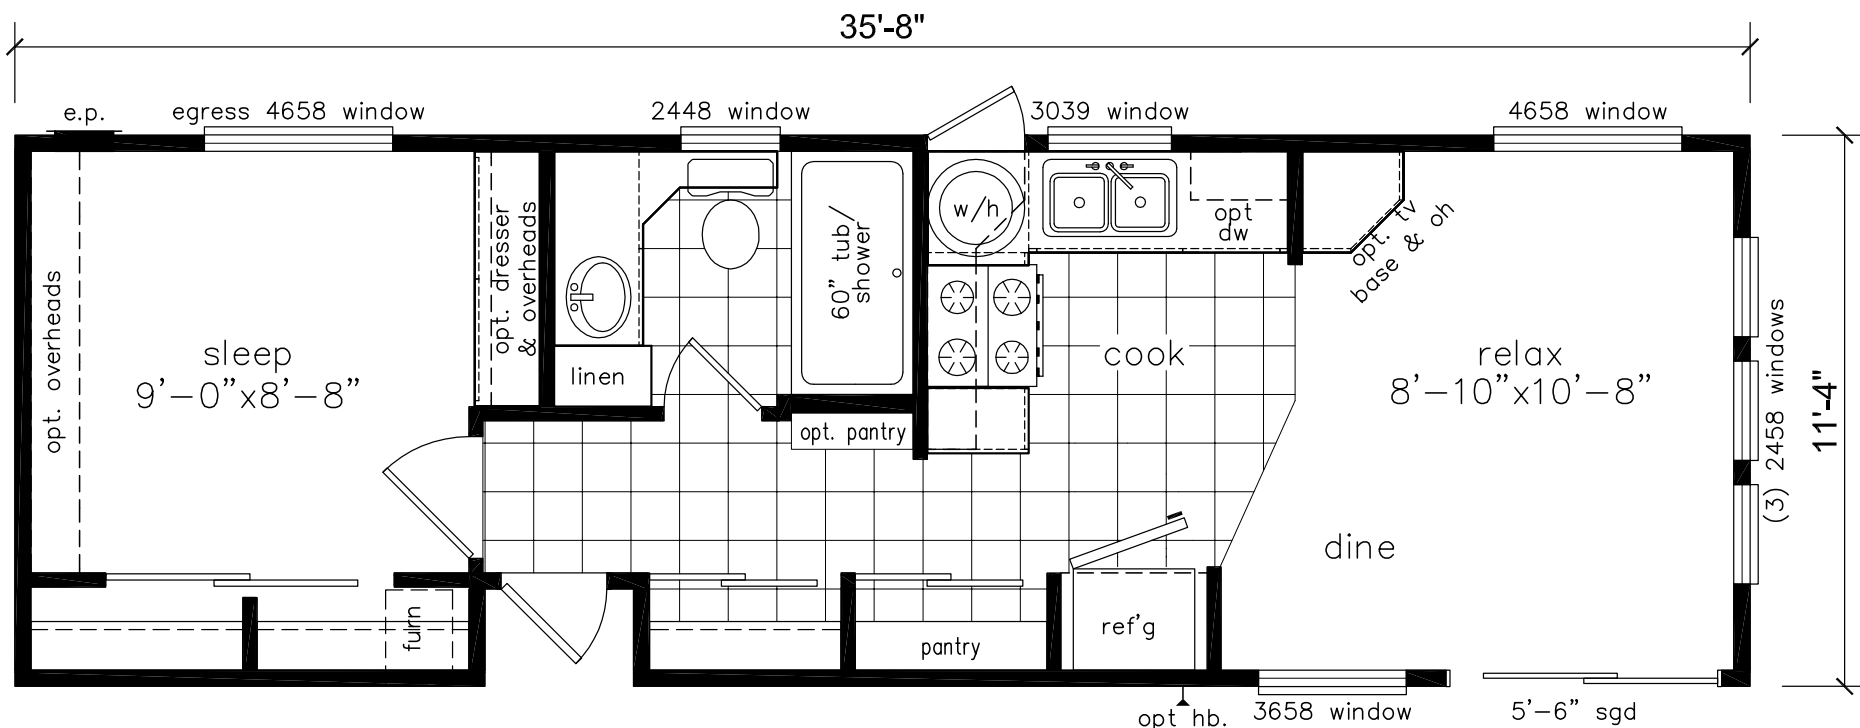 35'-8"
e.p.
egress 4658 window
2448 window
3039 window
4658 window
opt. overheads
sleep
9'-0"x8'-8"
opt. dresser
& overheads
linen
60" tub/
shower
w/h
opt
dw
opt. tv
base & oh
cook
relax
8'-10"x10'-8"
(3) 2458 windows
11'-4"
opt. pantry
dine
furn
pantry
ref'g
opt hb.
3658 window
5'-6" sgd